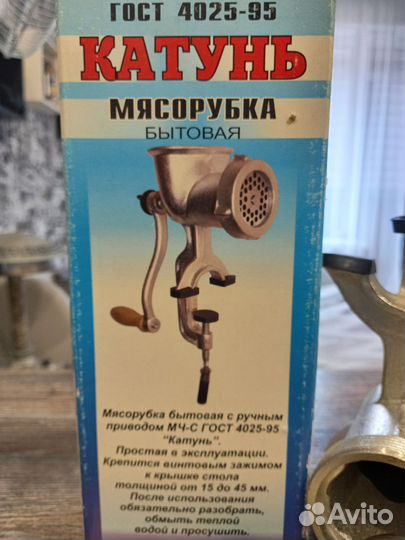 ГОСТ 4025-95
КАТУНЬ
МЯСОРУБКА
БЫТОВАЯ
Мясорубка бытовая с ручным
приводом МЧ-С ГОСТ 4025-95
"Катунь".
Простая в эксплуатации.
Крепится винтовым зажимом
к крышке стола
толщиной от 15 до 45 мм.
После использования
обязательно разобрать,
обмыть теплой
водой и просушить.
Avito